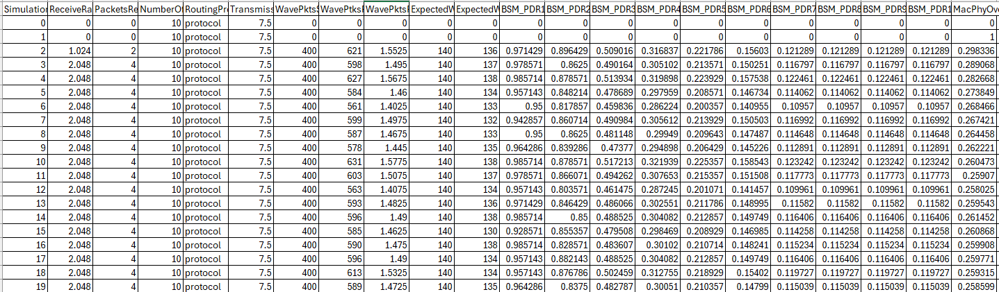 Simulation ReceiveRa PacketsRe NumberOf RoutingPr Transmiss WavePktsS WavePtksI WavePktsI ExpectedW ExpectedW BSM_PDR1 BSM_PDR2 BSM_PDR3 BSM_PDR4 BSM_PDR5 BSM_PDR6 BSM_PDR7 BSM_PDR8 BSM_PDR9 BSM_PDR1 MacPhyOve
0 0 0 10 protocol 7.5 0 0 0 0 0 0 0 0 0 0 0 0 0 0 0 0
1 0 0 10 protocol 7.5 0 0 0 0 0 0 0 0 0 0 0 0 0 0 0 1
2 1.024 2 10 protocol 7.5 400 621 1.5525 140 136 0.971429 0.896429 0.509016 0.316837 0.221786 0.15603 0.121289 0.121289 0.121289 0.121289 0.298336
3 2.048 4 10 protocol 7.5 400 598 1.495 140 137 0.978571 0.8625 0.490164 0.305102 0.213571 0.150251 0.116797 0.116797 0.116797 0.116797 0.289068
4 2.048 4 10 protocol 7.5 400 627 1.5675 140 138 0.985714 0.878571 0.513934 0.319898 0.223929 0.157538 0.122461 0.122461 0.122461 0.122461 0.282668
5 2.048 4 10 protocol 7.5 400 584 1.46 140 134 0.957143 0.848214 0.478689 0.297959 0.208571 0.146734 0.114062 0.114062 0.114062 0.114062 0.273849
6 2.048 4 10 protocol 7.5 400 561 1.4025 140 133 0.95 0.817857 0.459836 0.286224 0.200357 0.140955 0.10957 0.10957 0.10957 0.10957 0.268466
7 2.048 4 10 protocol 7.5 400 599 1.4975 140 132 0.942857 0.860714 0.490984 0.305612 0.213929 0.150503 0.116992 0.116992 0.116992 0.116992 0.267421
8 2.048 4 10 protocol 7.5 400 587 1.4675 140 133 0.95 0.8625 0.481148 0.29949 0.209643 0.147487 0.114648 0.114648 0.114648 0.114648 0.264458
9 2.048 4 10 protocol 7.5 400 578 1.445 140 135 0.964286 0.839286 0.47377 0.294898 0.206429 0.145226 0.112891 0.112891 0.112891 0.112891 0.262221
10 2.048 4 10 protocol 7.5 400 631 1.5775 140 138 0.985714 0.878571 0.517213 0.321939 0.225357 0.158543 0.123242 0.123242 0.123242 0.123242 0.260473
11 2.048 4 10 protocol 7.5 400 603 1.5075 140 137 0.978571 0.866071 0.494262 0.307653 0.215357 0.151508 0.117773 0.117773 0.117773 0.117773 0.25907
12 2.048 4 10 protocol 7.5 400 563 1.4075 140 134 0.957143 0.803571 0.461475 0.287245 0.201071 0.141457 0.109961 0.109961 0.109961 0.109961 0.258025
13 2.048 4 10 protocol 7.5 400 593 1.4825 140 136 0.971429 0.846429 0.486066 0.302551 0.211786 0.148995 0.11582 0.11582 0.11582 0.11582 0.259543
14 2.048 4 10 protocol 7.5 400 596 1.49 140 138 0.985714 0.85 0.488525 0.304082 0.212857 0.149749 0.116406 0.116406 0.116406 0.116406 0.261452
15 2.048 4 10 protocol 7.5 400 585 1.4625 140 130 0.928571 0.855357 0.479508 0.298469 0.208929 0.146985 0.114258 0.114258 0.114258 0.114258 0.260868
16 2.048 4 10 protocol 7.5 400 590 1.475 140 138 0.985714 0.828571 0.483607 0.30102 0.210714 0.148241 0.115234 0.115234 0.115234 0.115234 0.259908
17 2.048 4 10 protocol 7.5 400 596 1.49 140 134 0.957143 0.882143 0.488525 0.304082 0.212857 0.149749 0.116406 0.116406 0.116406 0.116406 0.259771
18 2.048 4 10 protocol 7.5 400 613 1.5325 140 134 0.957143 0.876786 0.502459 0.312755 0.218929 0.15402 0.119727 0.119727 0.119727 0.119727 0.259315
19 2.048 4 10 protocol 7.5 400 589 1.4725 140 135 0.964286 0.8375 0.482787 0.30051 0.210357 0.14799 0.115039 0.115039 0.115039 0.115039 0.258599